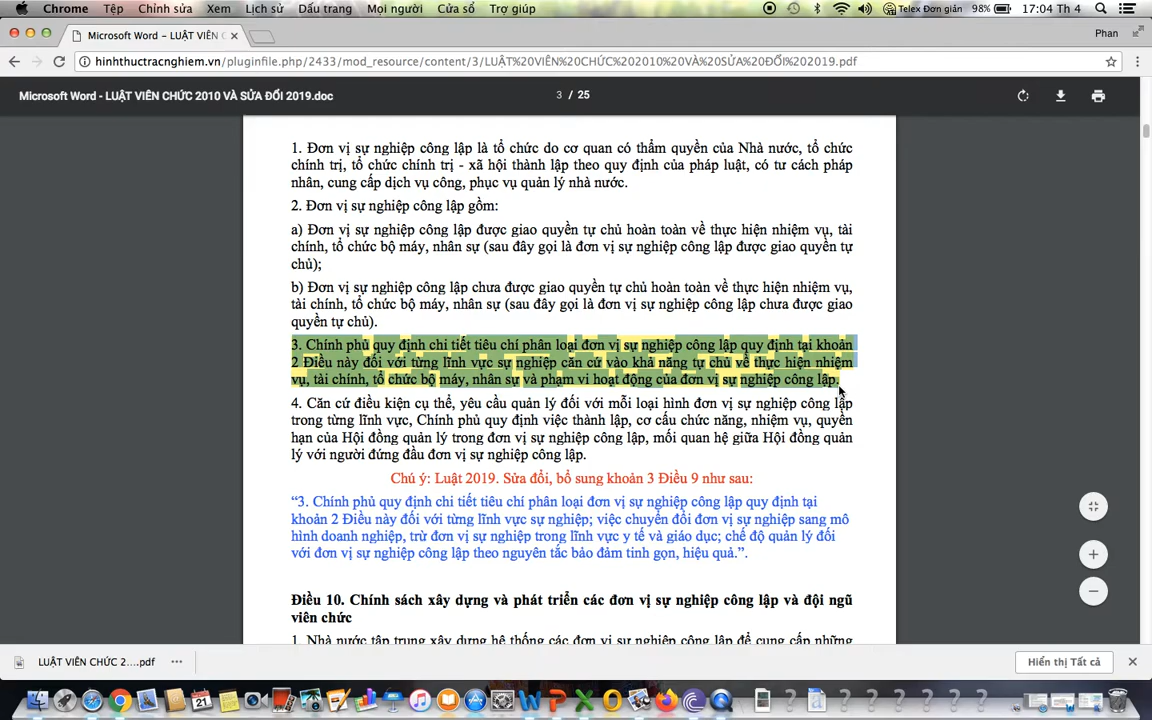 Chrome Tệp Chỉnh sửa Xem Lịch sử Dấu trang Mọi người Cửa sổ Trợ giúp Telex Đơn giản 98% 17:04 Th 4
Microsoft Word - LUẬT VIÊN C Phan
hinhthuctracnghiem.vn/pluginfile.php/2433/mod_resource/content/3/LUẬT%20VIÊN%20CHỨC%202010%20VÀ%20SỬA%20ĐỔI%202019.pdf
Microsoft Word - LUẬT VIÊN CHỨC 2010 VÀ SỬA ĐỔI 2019.doc 3 / 25
1. Đơn vị sự nghiệp công lập là tổ chức do cơ quan có thẩm quyền của Nhà nước, tổ chức
chính trị, tổ chức chính trị - xã hội thành lập theo quy định của pháp luật, có tư cách pháp
nhân, cung cấp dịch vụ công, phục vụ quản lý nhà nước.
2. Đơn vị sự nghiệp công lập gồm:
a) Đơn vị sự nghiệp công lập được giao quyền tự chủ hoàn toàn về thực hiện nhiệm vụ, tài
chính, tổ chức bộ máy, nhân sự (sau đây gọi là đơn vị sự nghiệp công lập được giao quyền tự
chủ);
b) Đơn vị sự nghiệp công lập chưa được giao quyền tự chủ hoàn toàn về thực hiện nhiệm vụ,
tài chính, tổ chức bộ máy, nhân sự (sau đây gọi là đơn vị sự nghiệp công lập chưa được giao
quyền tự chủ).
3. Chính phủ quy định chi tiết tiêu chí phân loại đơn vị sự nghiệp công lập quy định tại khoản
2 Điều này đối với từng lĩnh vực sự nghiệp căn cứ vào khả năng tự chủ về thực hiện nhiệm
vụ, tài chính, tổ chức bộ máy, nhân sự và phạm vi hoạt động của đơn vị sự nghiệp công lập.
4. Căn cứ điều kiện cụ thể, yêu cầu quản lý đối với mỗi loại hình đơn vị sự nghiệp công lập
trong từng lĩnh vực, Chính phủ quy định việc thành lập, cơ cấu chức năng, nhiệm vụ, quyền
hạn của Hội đồng quản lý trong đơn vị sự nghiệp công lập, mối quan hệ giữa Hội đồng quản
lý với người đứng đầu đơn vị sự nghiệp công lập.
Chú ý: Luật 2019. Sửa đổi, bổ sung khoản 3 Điều 9 như sau:
“3. Chính phủ quy định chi tiết tiêu chí phân loại đơn vị sự nghiệp công lập quy định tại
khoản 2 Điều này đối với từng lĩnh vực sự nghiệp; việc chuyển đổi đơn vị sự nghiệp sang mô
hình doanh nghiệp, trừ đơn vị sự nghiệp trong lĩnh vực y tế và giáo dục; chế độ quản lý đối
với đơn vị sự nghiệp công lập theo nguyên tắc bảo đảm tinh gọn, hiệu quả.”.
Điều 10. Chính sách xây dựng và phát triển các đơn vị sự nghiệp công lập và đội ngũ
viên chức
1. Nhà nước tập trung xây dựng hệ thống các đơn vị sự nghiệp công lập để cung cấp những
LUẬT VIÊN CHỨC 2....pdf Hiển thị Tất cả